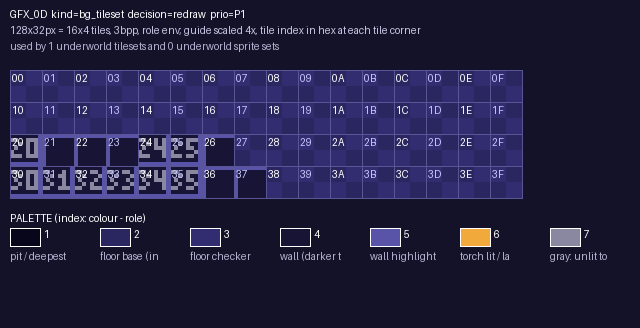 GFX_0D kind=bg_tileset decision=redraw prio=P1
128x32px = 16x4 tiles, 3bpp, role env; guide scaled 4x, tile index in hex at each tile corner
used by 1 underworld tilesets and 0 underworld sprite sets
00 01 02 03 04 05 06 07 08 09 0A 0B 0C 0D 0E 0F
10 11 12 13 14 15 16 17 18 19 1A 1B 1C 1D 1E 1F
20 21 22 23 24 25 26 27 28 29 2A 2B 2C 2D 2E 2F
30 31 32 33 34 35 36 37 38 39 3A 3B 3C 3D 3E 3F
PALETTE (index: colour - role)
1 2 3 4 5 6 7
pit / deepest floor base (in floor checker wall (darker t wall highlight torch lit / la gray: unlit to